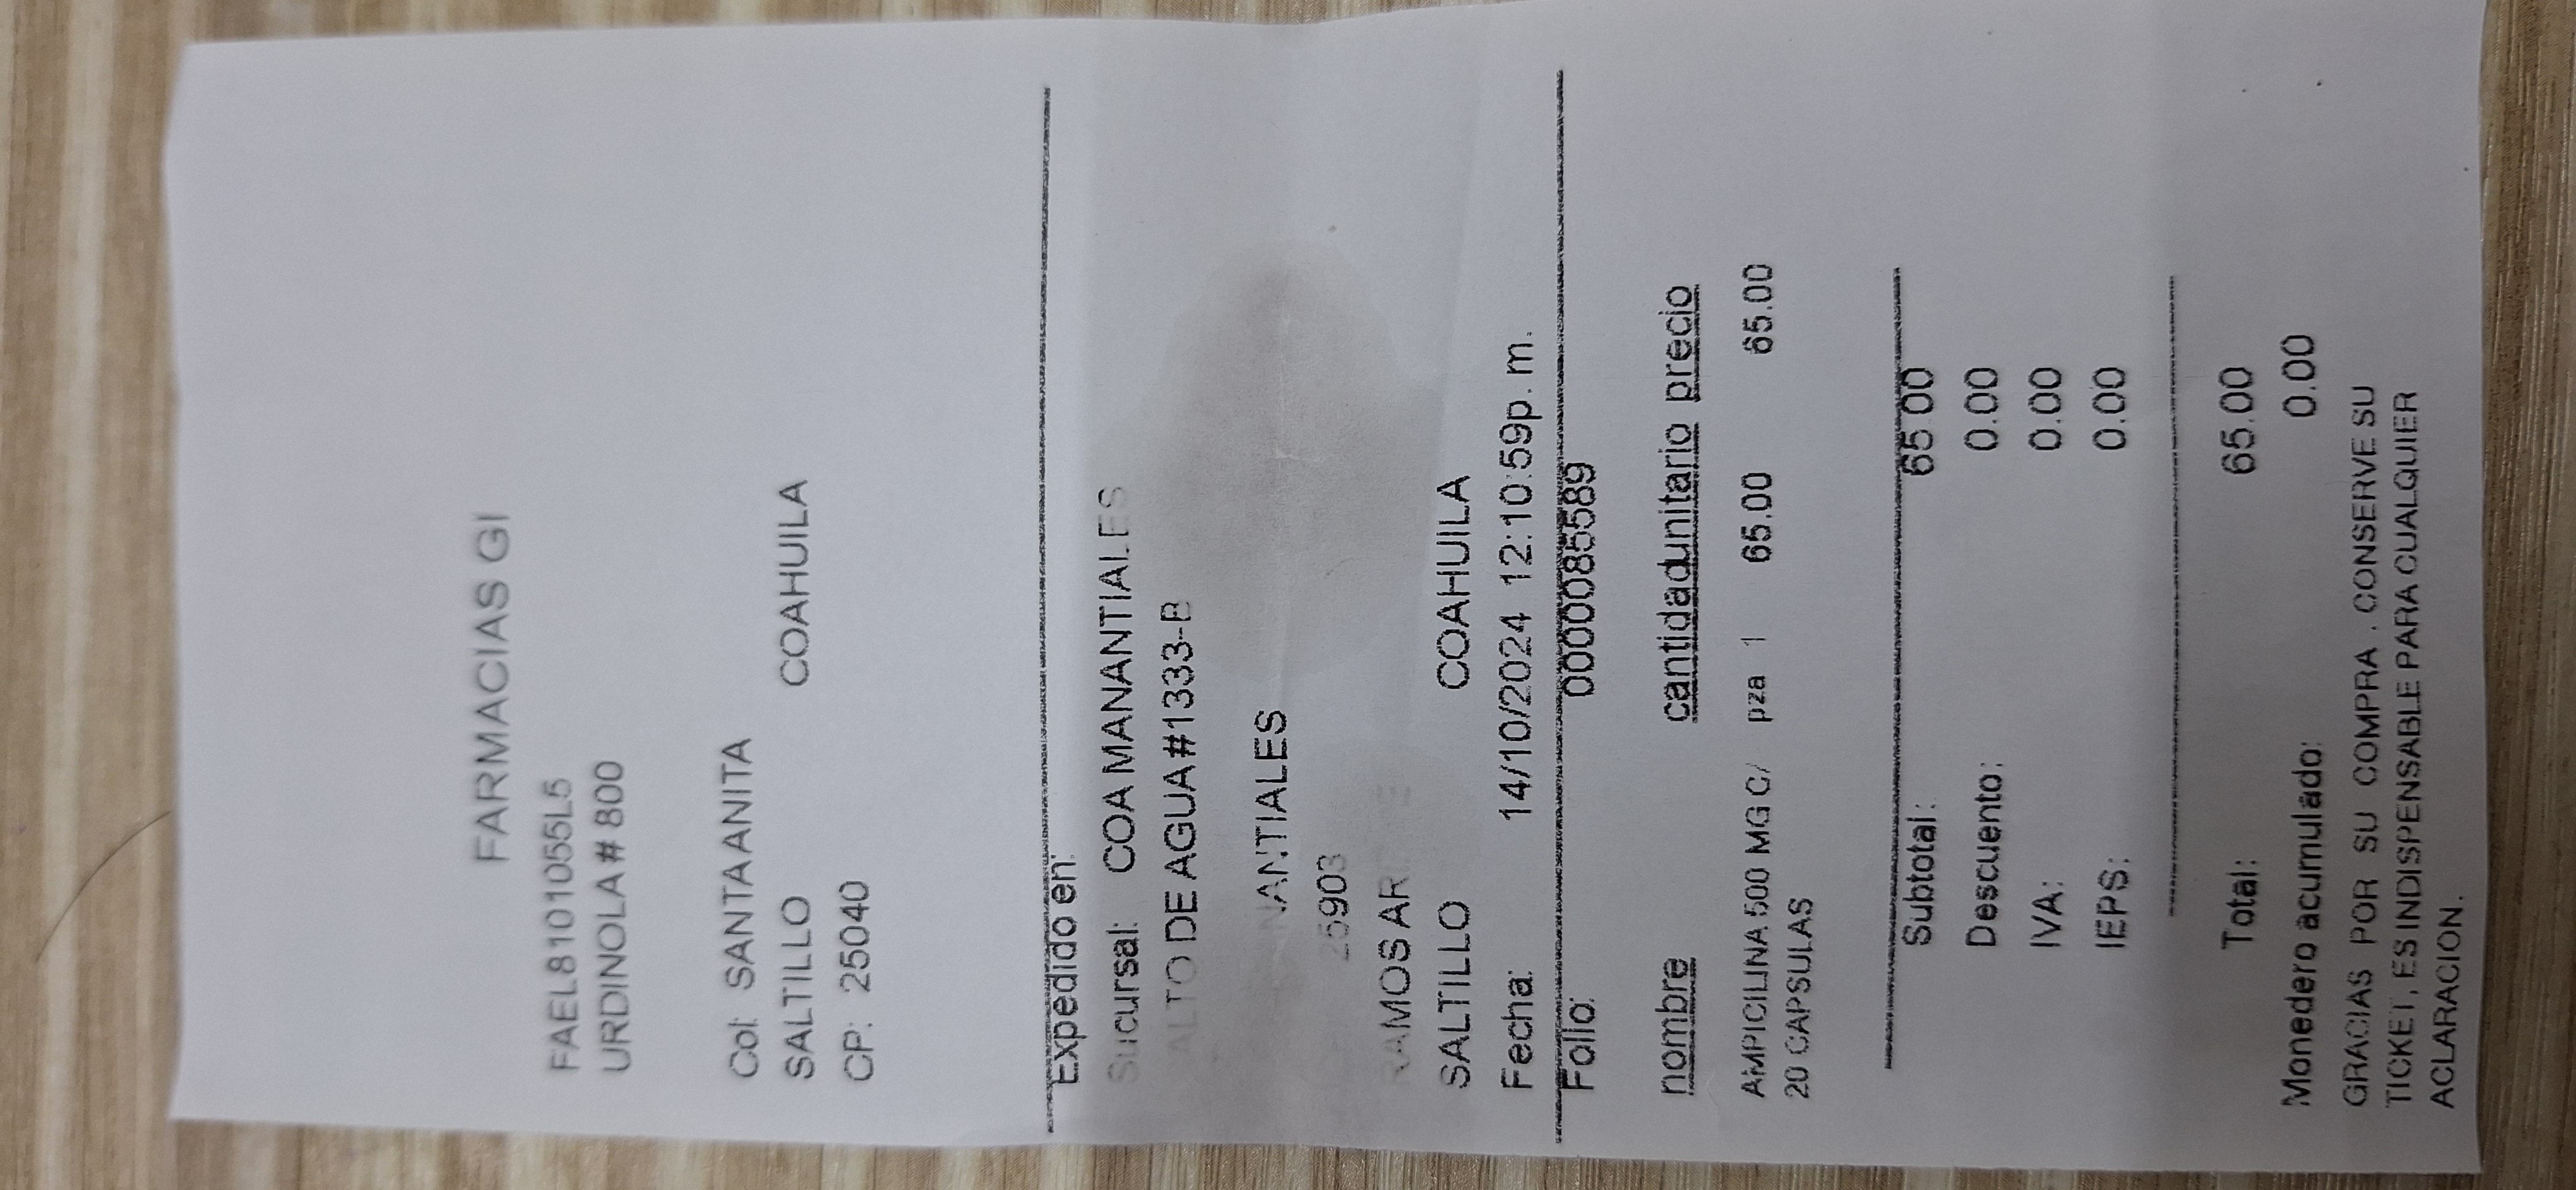 FARMACIAS GI
FAEL8101055L5
URDINOLA # 800
Col: SANTA ANITA
SALTILLO COAHUILA
CP: 25040
Expedido en:
Sucursal: COA MANANTIALES
ALTO DE AGUA#1333-B
ANTIALES
25903
RAMOS AR
SALTILLO COAHUILA
Fecha: 14/10/2024 12:10:59p. m.
Folio: 0000085589
nombre cantidadunitario precio
AMPICILINA 500 MG C/ pza 1 65.00 65.00
20 CAPSULAS
Subtotal: 65.00
Descuento: 0.00
IVA: 0.00
IEPS: 0.00
Total: 65.00
Monedero acumulado: 0.00
GRACIAS POR SU COMPRA . CONSERVE SU
TICKET, ES INDISPENSABLE PARA CUALQUIER
ACLARACION.